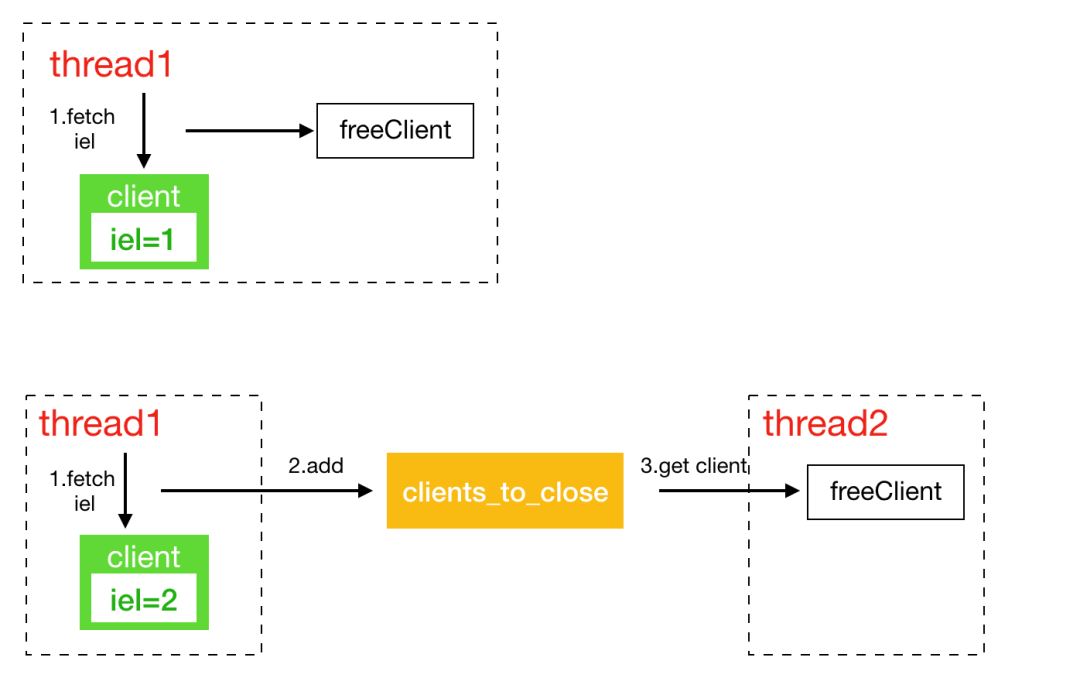 thread1
1.fetch
iel
freeClient
client
iel=1
thread1
1.fetch
iel
2.add
clients_to_close
3.get client
thread2
freeClient
client
iel=2